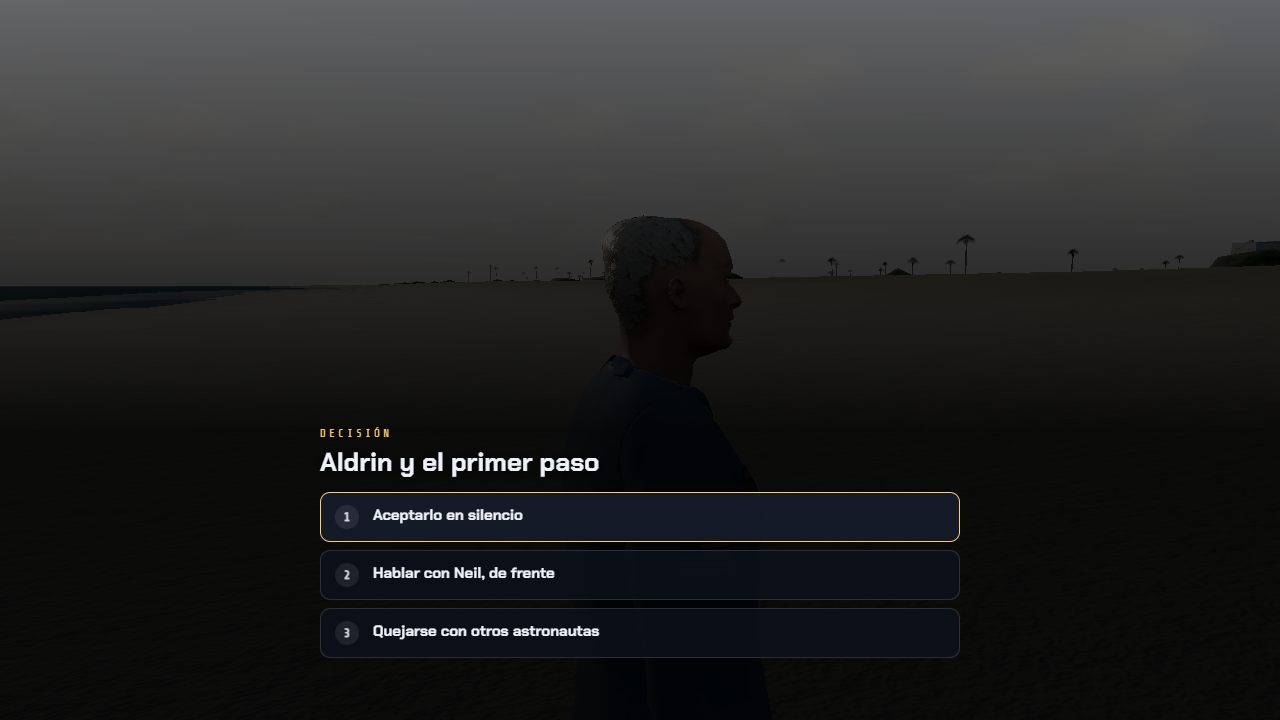 DECISIÓN
Aldrin y el primer paso
1 Aceptarlo en silencio
2 Hablar con Neil, de frente
3 Quejarse con otros astronautas